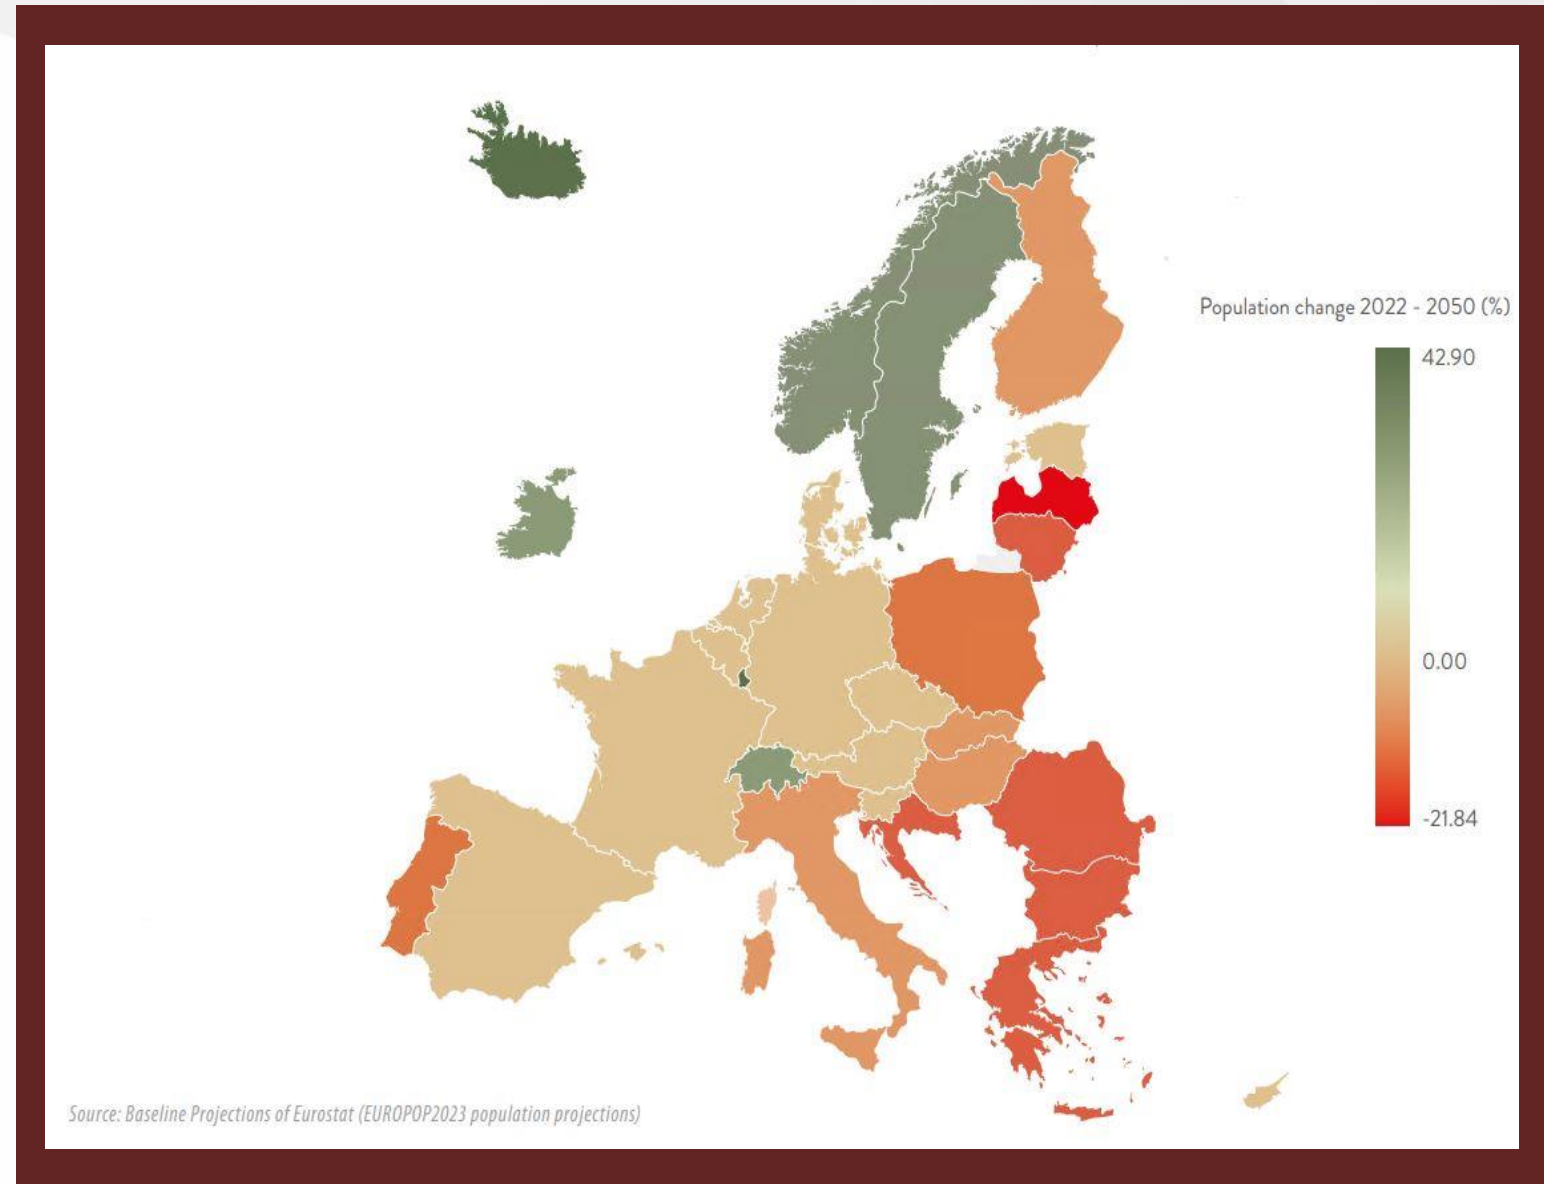 Population change 2022 - 2050 (%)
42.90
0.00
-21.84
Source: Baseline Projections of Eurostat (EUROPOP2023 population projections)